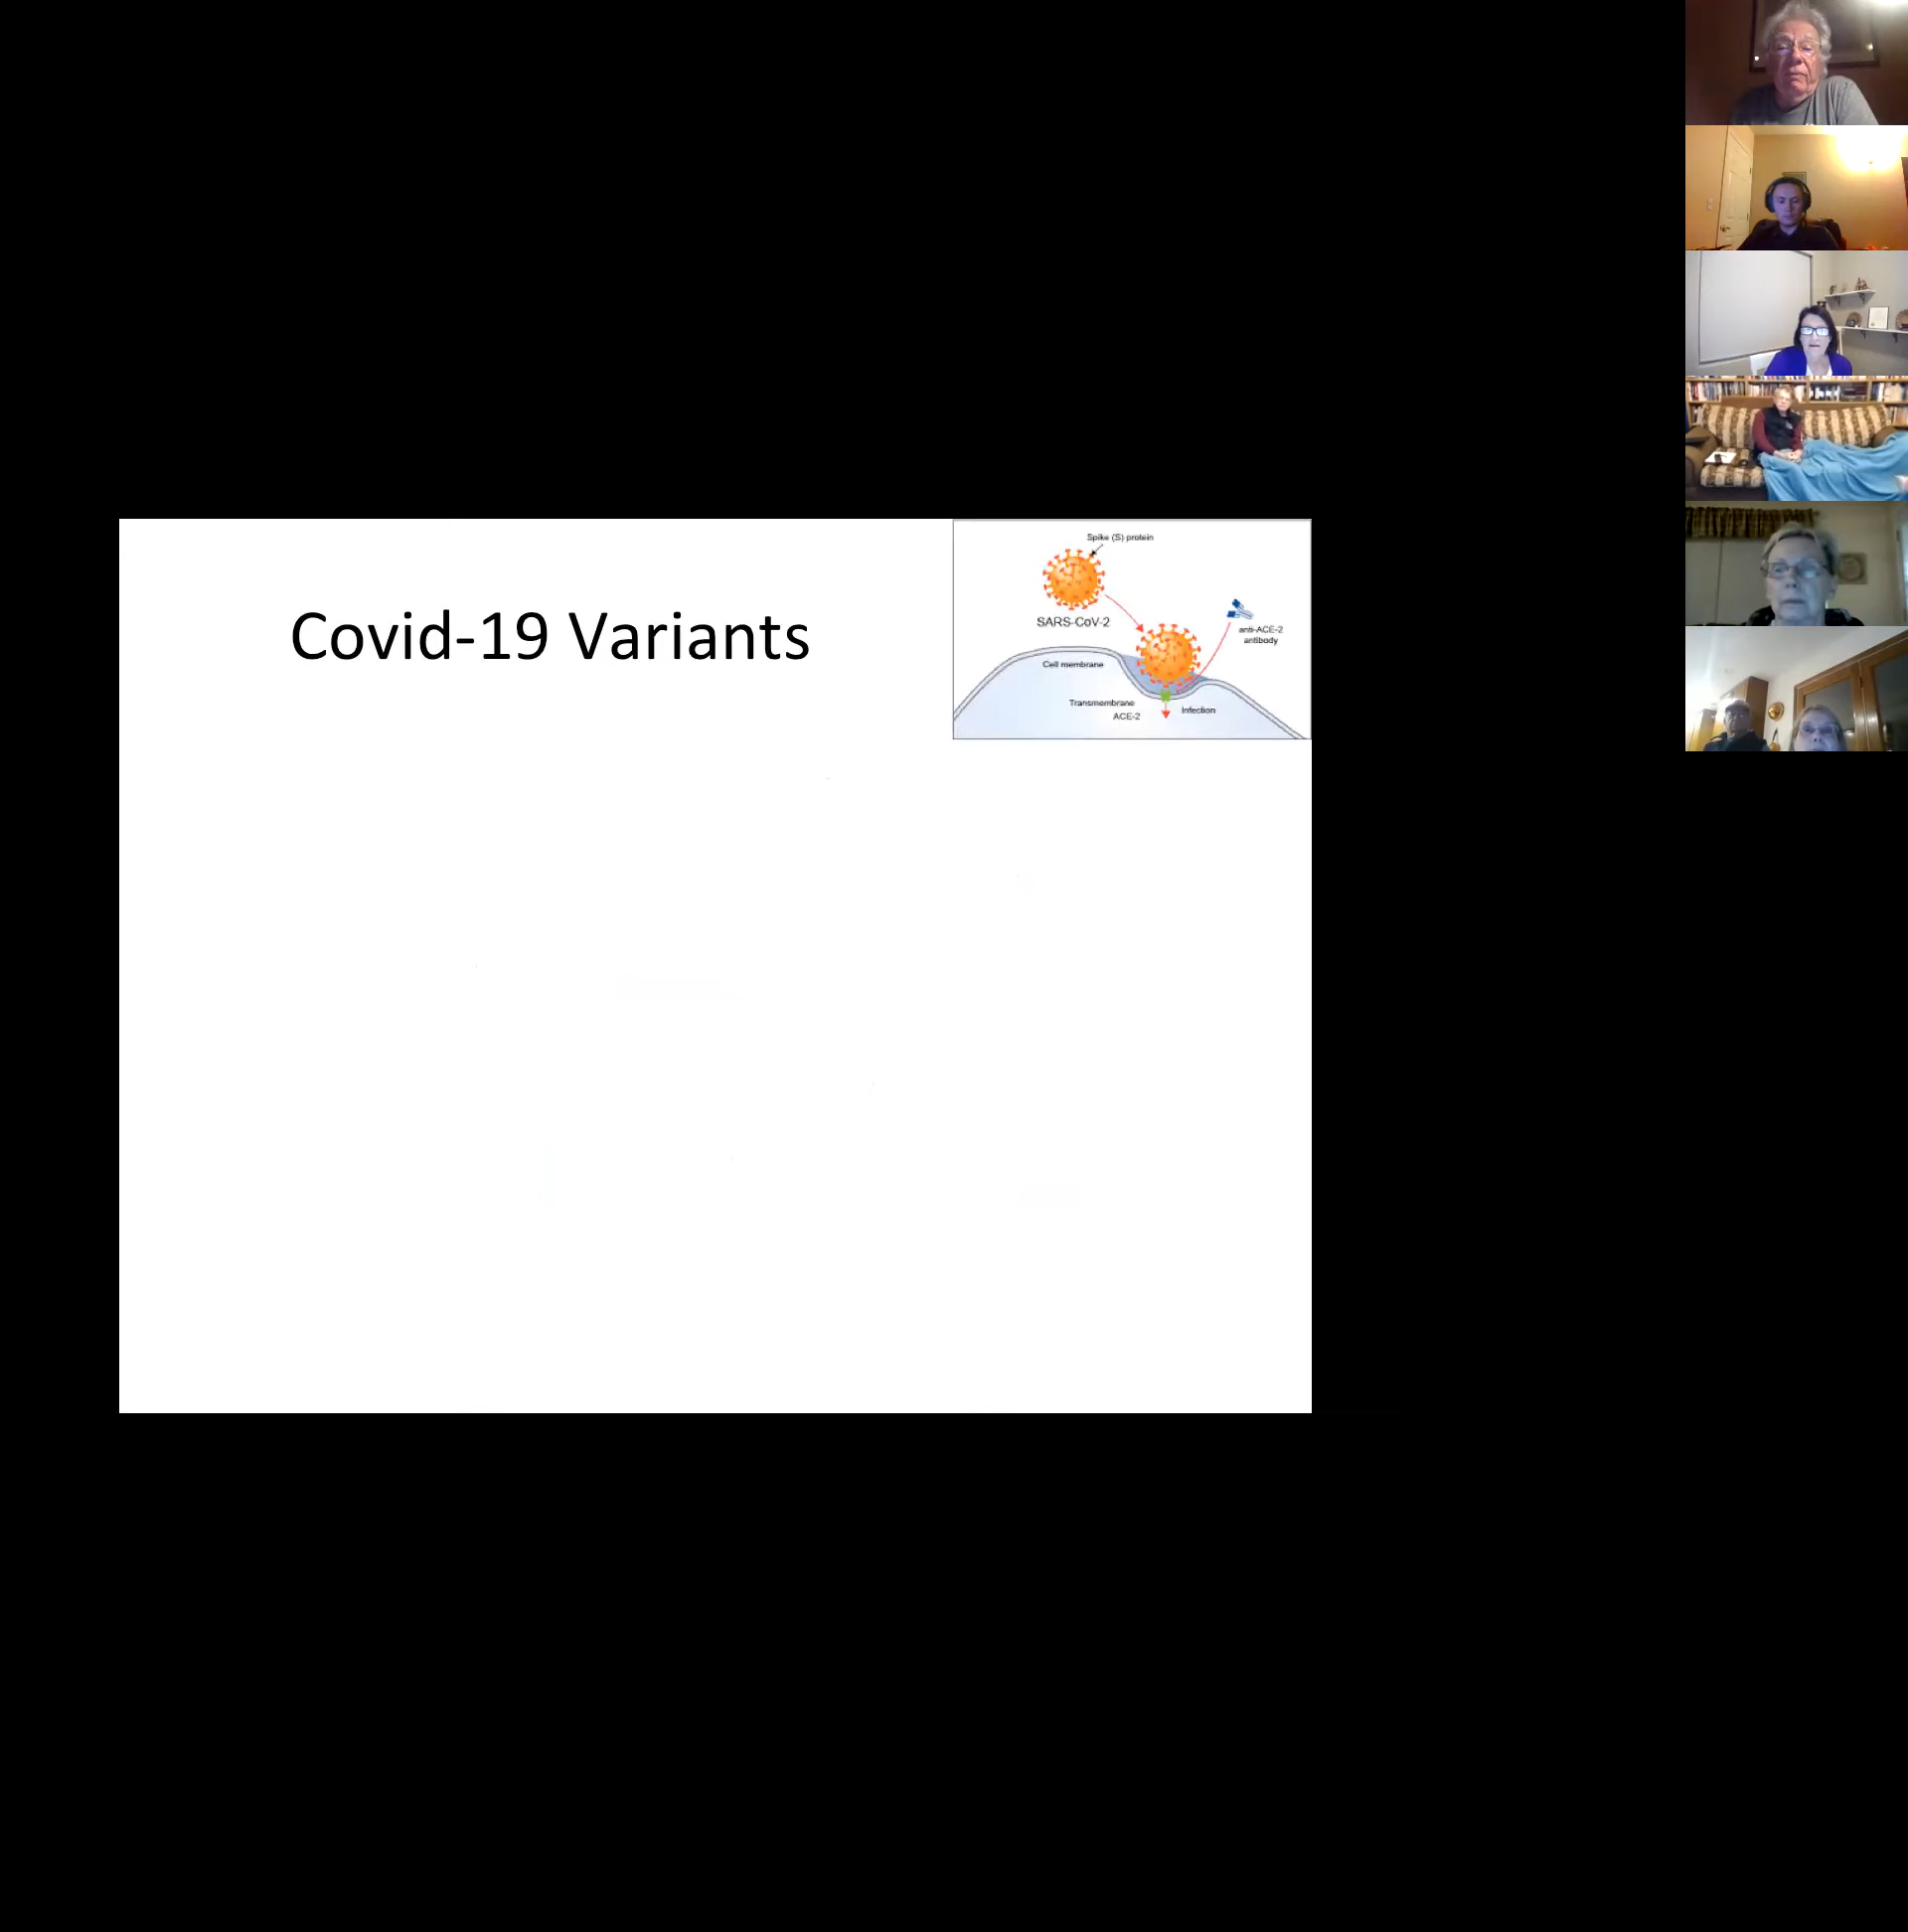 Covid-19 Variants
Spike (S) protein
SARS-CoV-2
anti-ACE-2
antibody
Cell membrane
Transmembrane
ACE-2
Infection